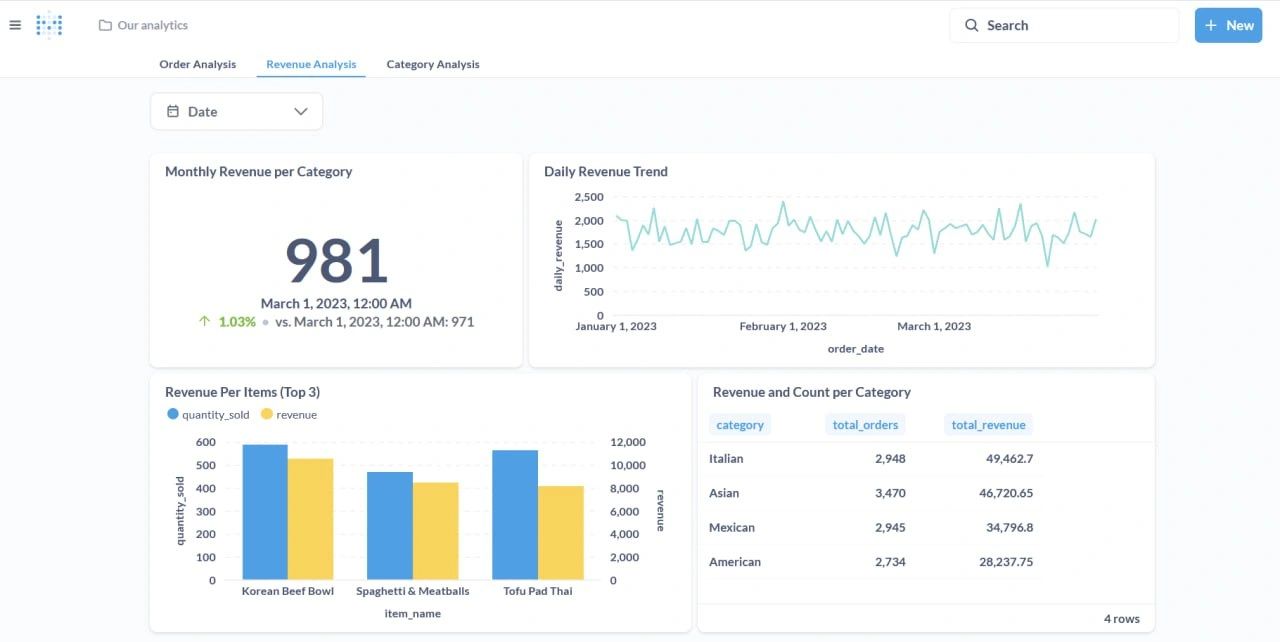 Our analytics
Search
+ New
Order Analysis Revenue Analysis Category Analysis
Date
Monthly Revenue per Category
981
March 1, 2023, 12:00 AM
↑ 1.03% • vs. March 1, 2023, 12:00 AM: 971
Daily Revenue Trend
daily_revenue
2,500
2,000
1,500
1,000
500
0
January 1, 2023 February 1, 2023 March 1, 2023
order_date
Revenue Per Items (Top 3)
quantity_sold revenue
quantity_sold
600
500
400
300
200
100
0
12,000
10,000
8,000
6,000
4,000
2,000
0
revenue
Korean Beef Bowl Spaghetti & Meatballs Tofu Pad Thai
item_name
Revenue and Count per Category
category total_orders total_revenue
Italian 2,948 49,462.7
Asian 3,470 46,720.65
Mexican 2,945 34,796.8
American 2,734 28,237.75
4 rows